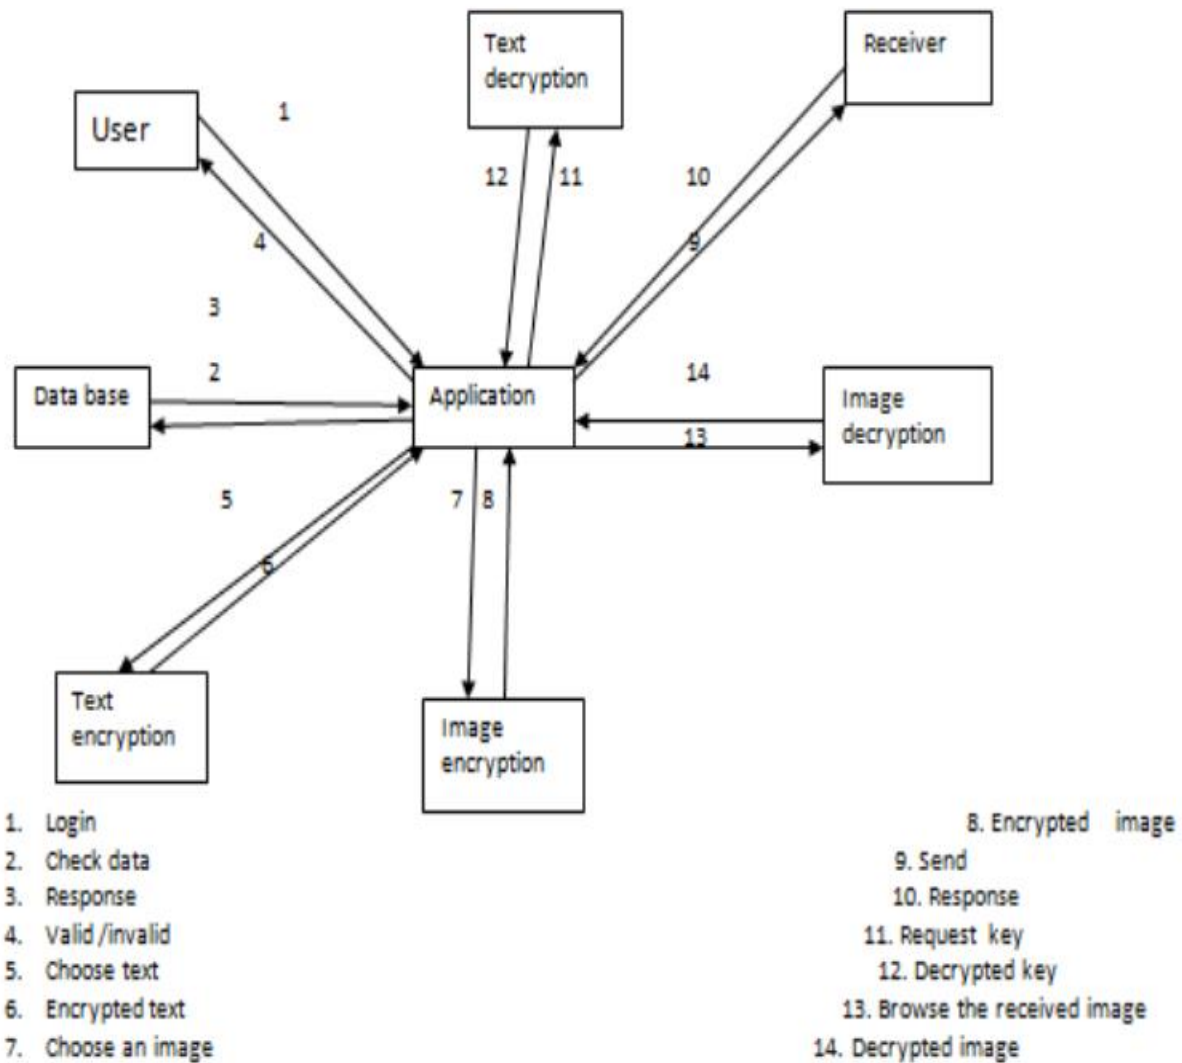 Text
decryption
Receiver
User
1
12
11
10
4
9
3
2
14
Data base
Application
Image
decryption
13
5
7
8
6
Text
encryption
Image
encryption
1. Login
2. Check data
3. Response
4. Valid/invalid
5. Choose text
6. Encrypted text
7. Choose an image
8. Encrypted image
9. Send
10. Response
11. Request key
12. Decrypted key
13. Browse the received image
14. Decrypted image